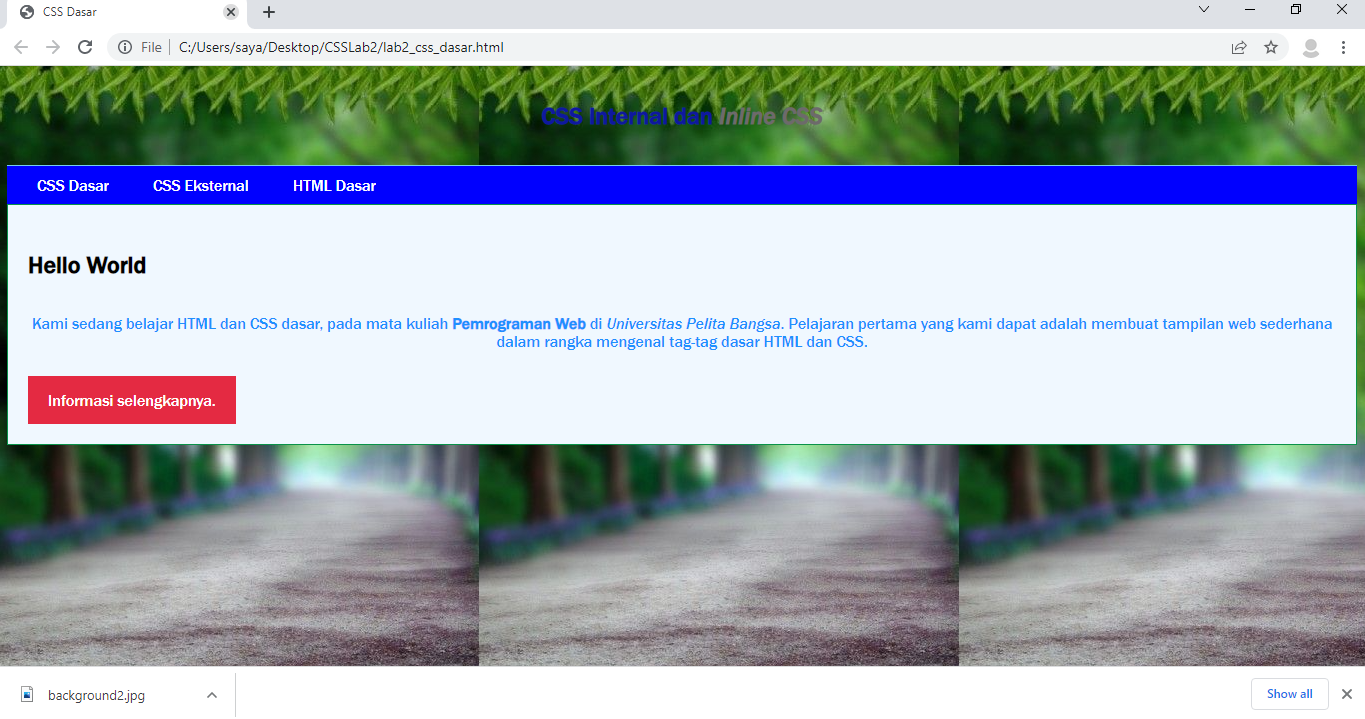 CSS Dasar
File
C:/Users/saya/Desktop/CSSLab2/lab2_css_dasar.html
CSS Internal dan Inline CSS
CSS Dasar CSS Eksternal HTML Dasar
Hello World
Kami sedang belajar HTML dan CSS dasar, pada mata kuliah Pemrograman Web di Universitas Pelita Bangsa. Pelajaran pertama yang kami dapat adalah membuat tampilan web sederhana
dalam rangka mengenal tag-tag dasar HTML dan CSS.
Informasi selengkapnya.
background2.jpg
Show all